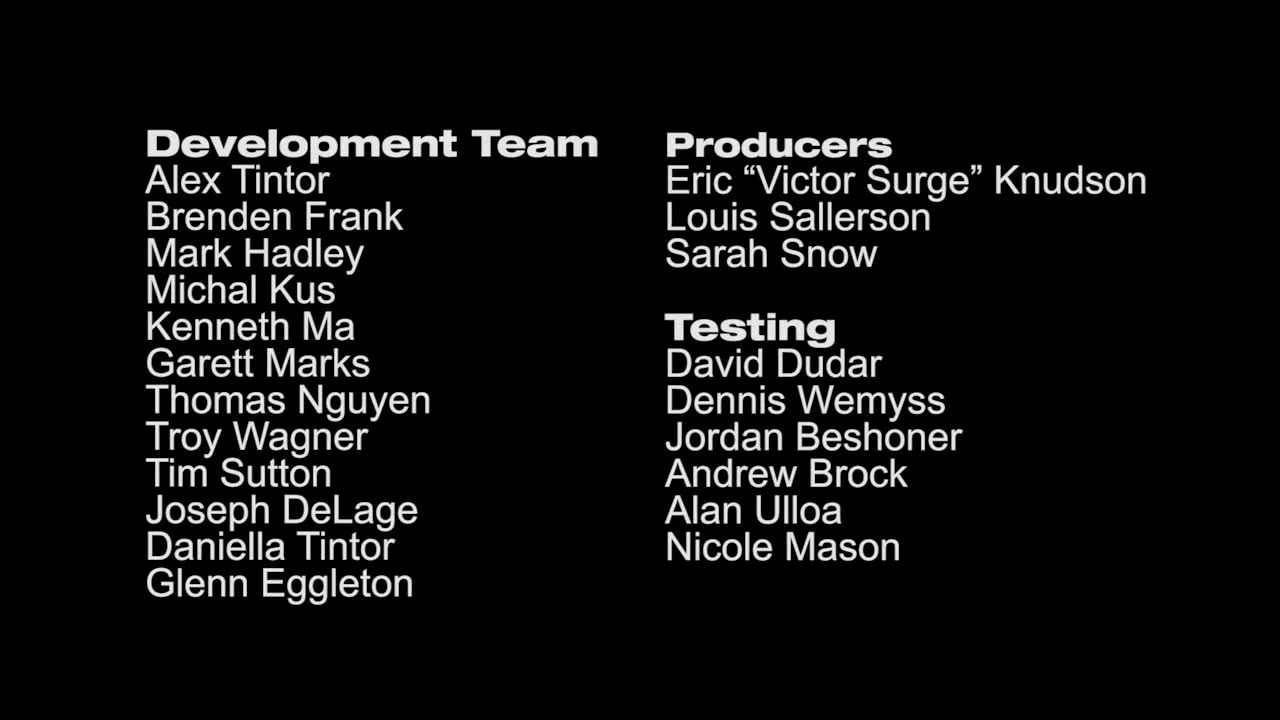 Development Team
Alex Tintor
Brenden Frank
Mark Hadley
Michal Kus
Kenneth Ma
Garett Marks
Thomas Nguyen
Troy Wagner
Tim Sutton
Joseph DeLage
Daniella Tintor
Glenn Eggleton
Producers
Eric “Victor Surge” Knudson
Louis Sallerson
Sarah Snow
Testing
David Dudar
Dennis Wemyss
Jordan Beshoner
Andrew Brock
Alan Ulloa
Nicole Mason